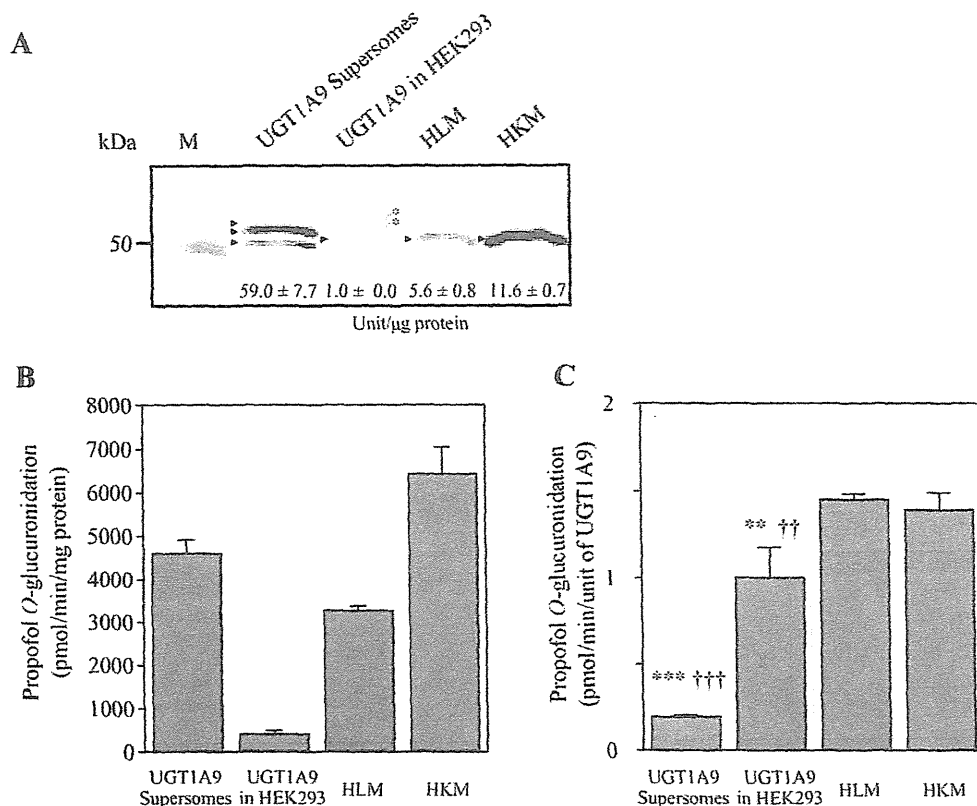 A
UGT1A9 Supersomes
UGT1A9 in HEK293
HLM
HKM
kDa
M
50
*
*
59.0 ± 7.7 1.0 ± 0.0 5.6 ± 0.8 11.6 ± 0.7
Unit/µg protein
B
Propofol O-glucuronidation
(pmol/min/mg protein)
8000
7000
6000
5000
4000
3000
2000
1000
0
UGT1A9
Supersomes
UGT1A9
in HEK293
HLM
HKM
C
Propofol O-glucuronidation
(pmol/min/unit of UGT1A9)
2
1
0
*** †††
** ††
UGT1A9
Supersomes
UGT1A9
in HEK293
HLM
HKM